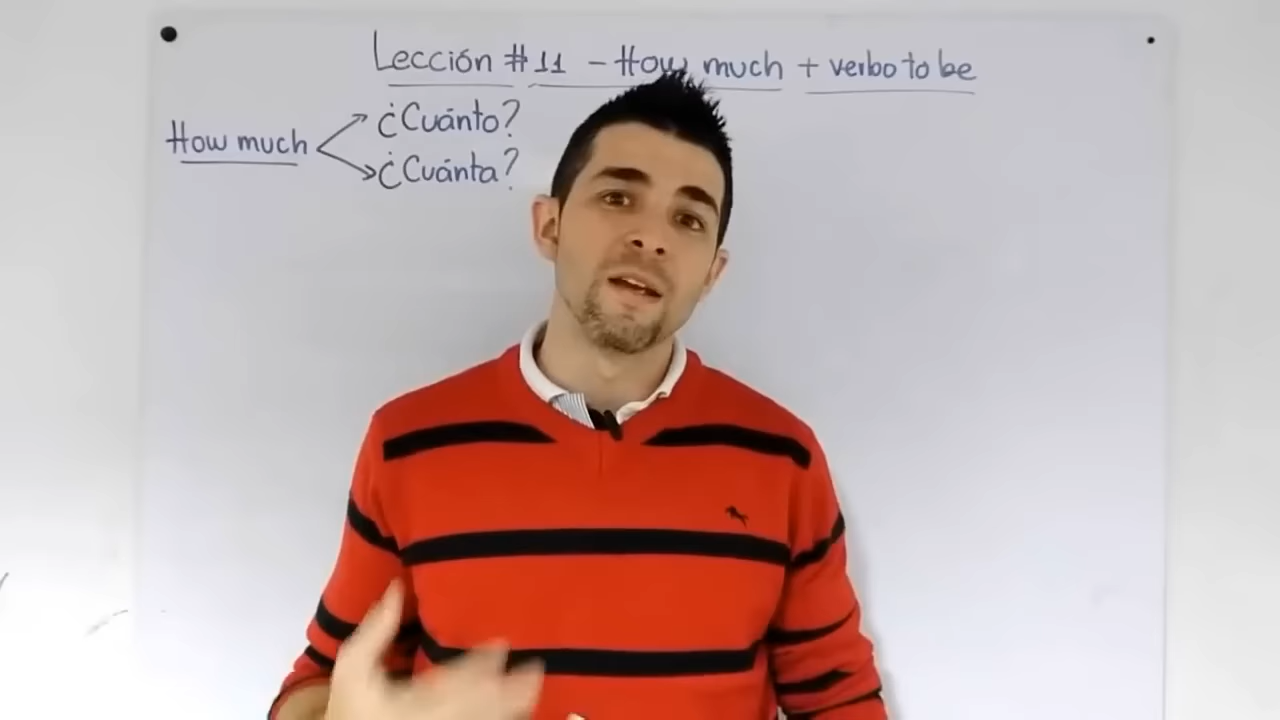 Lección #11 - How much + verbo to be
How much
¿Cuánto?
¿Cuánta?